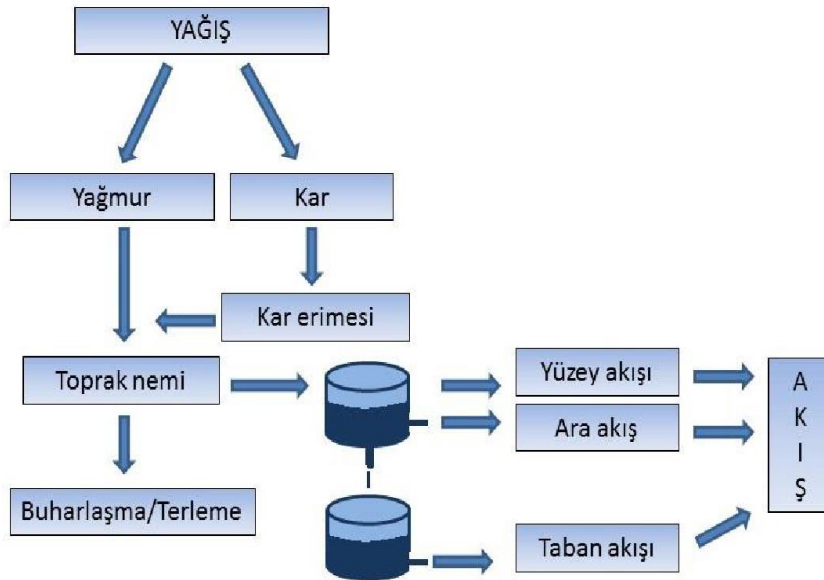 YAĞIŞ
Yağmur
Kar
Kar erimesi
Toprak nemi
Buharlaşma/Terleme
Yüzey akışı
Ara akış
Taban akışı
A
K
I
Ş